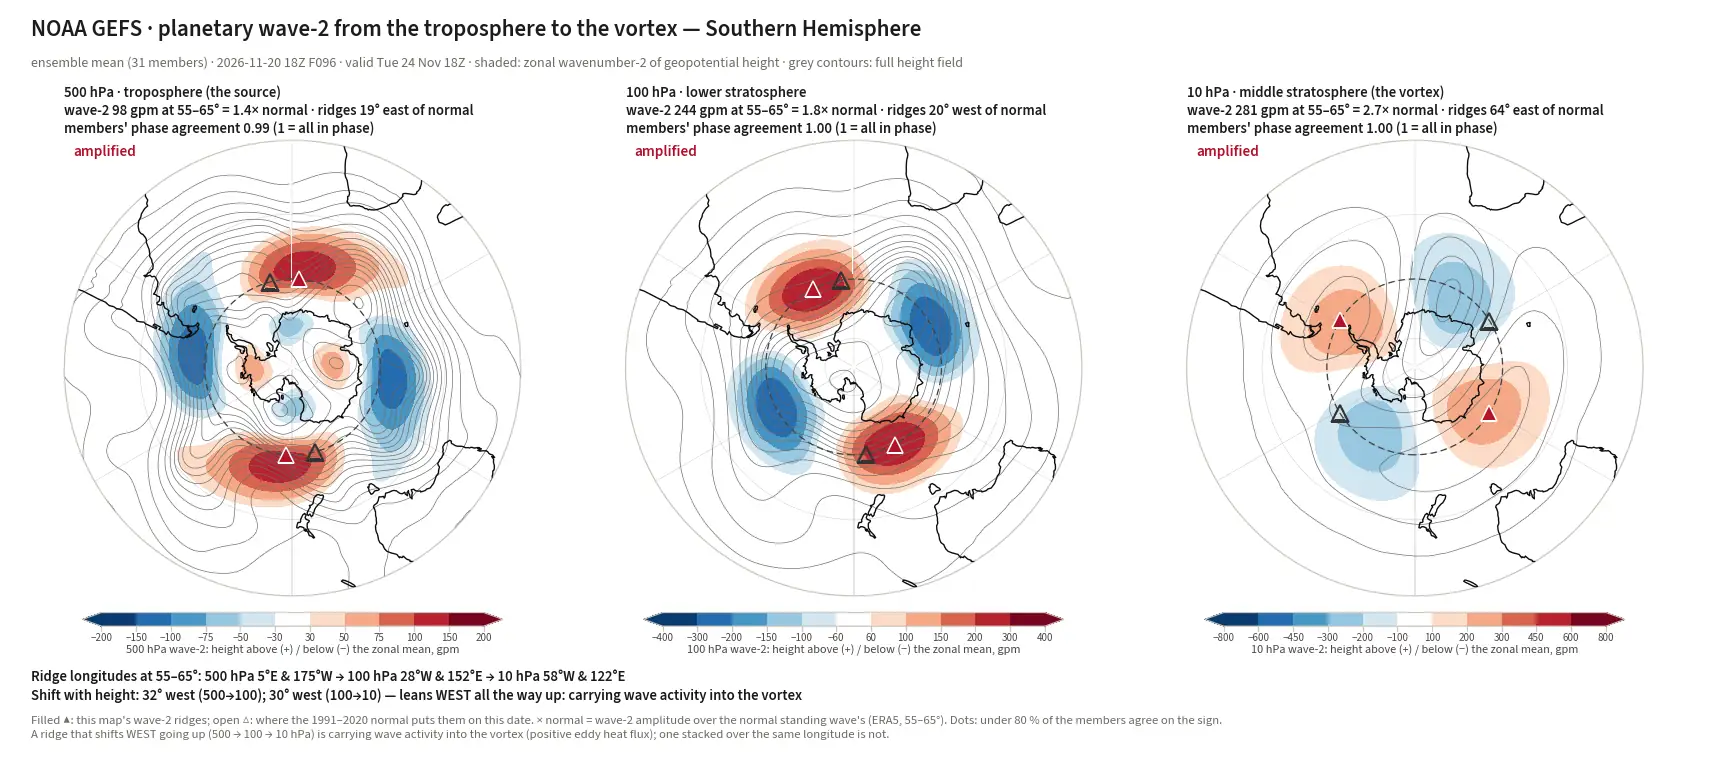 NOAA GEFS · planetary wave-2 from the troposphere to the vortex — Southern Hemisphere
ensemble mean (31 members) · 2026-11-20 18Z F096 · valid Tue 24 Nov 18Z · shaded: zonal wavenumber-2 of geopotential height · grey contours: full height field
500 hPa · troposphere (the source)
wave-2 98 gpm at 55–65° = 1.4× normal · ridges 19° east of normal
members' phase agreement 0.99 (1 = all in phase)
amplified
100 hPa · lower stratosphere
wave-2 244 gpm at 55–65° = 1.8× normal · ridges 20° west of normal
members' phase agreement 1.00 (1 = all in phase)
amplified
10 hPa · middle stratosphere (the vortex)
wave-2 281 gpm at 55–65° = 2.7× normal · ridges 64° east of normal
members' phase agreement 1.00 (1 = all in phase)
amplified
−200 −150 −100 −75 −50 −30 30 50 75 100 150 200
500 hPa wave-2: height above (+) / below (−) the zonal mean, gpm
−400 −300 −200 −150 −100 −60 60 100 150 200 300 400
100 hPa wave-2: height above (+) / below (−) the zonal mean, gpm
−800 −600 −450 −300 −200 −100 100 200 300 450 600 800
10 hPa wave-2: height above (+) / below (−) the zonal mean, gpm
Ridge longitudes at 55–65°: 500 hPa 5°E & 175°W → 100 hPa 28°W & 152°E → 10 hPa 58°W & 122°E
Shift with height: 32° west (500→100); 30° west (100→10) — leans WEST all the way up: carrying wave activity into the vortex
Filled ▲: this map's wave-2 ridges; open △: where the 1991–2020 normal puts them on this date. × normal = wave-2 amplitude over the normal standing wave's (ERA5, 55–65°). Dots: under 80 % of the members agree on the sign.
A ridge that shifts WEST going up (500 → 100 → 10 hPa) is carrying wave activity into the vortex (positive eddy heat flux); one stacked over the same longitude is not.